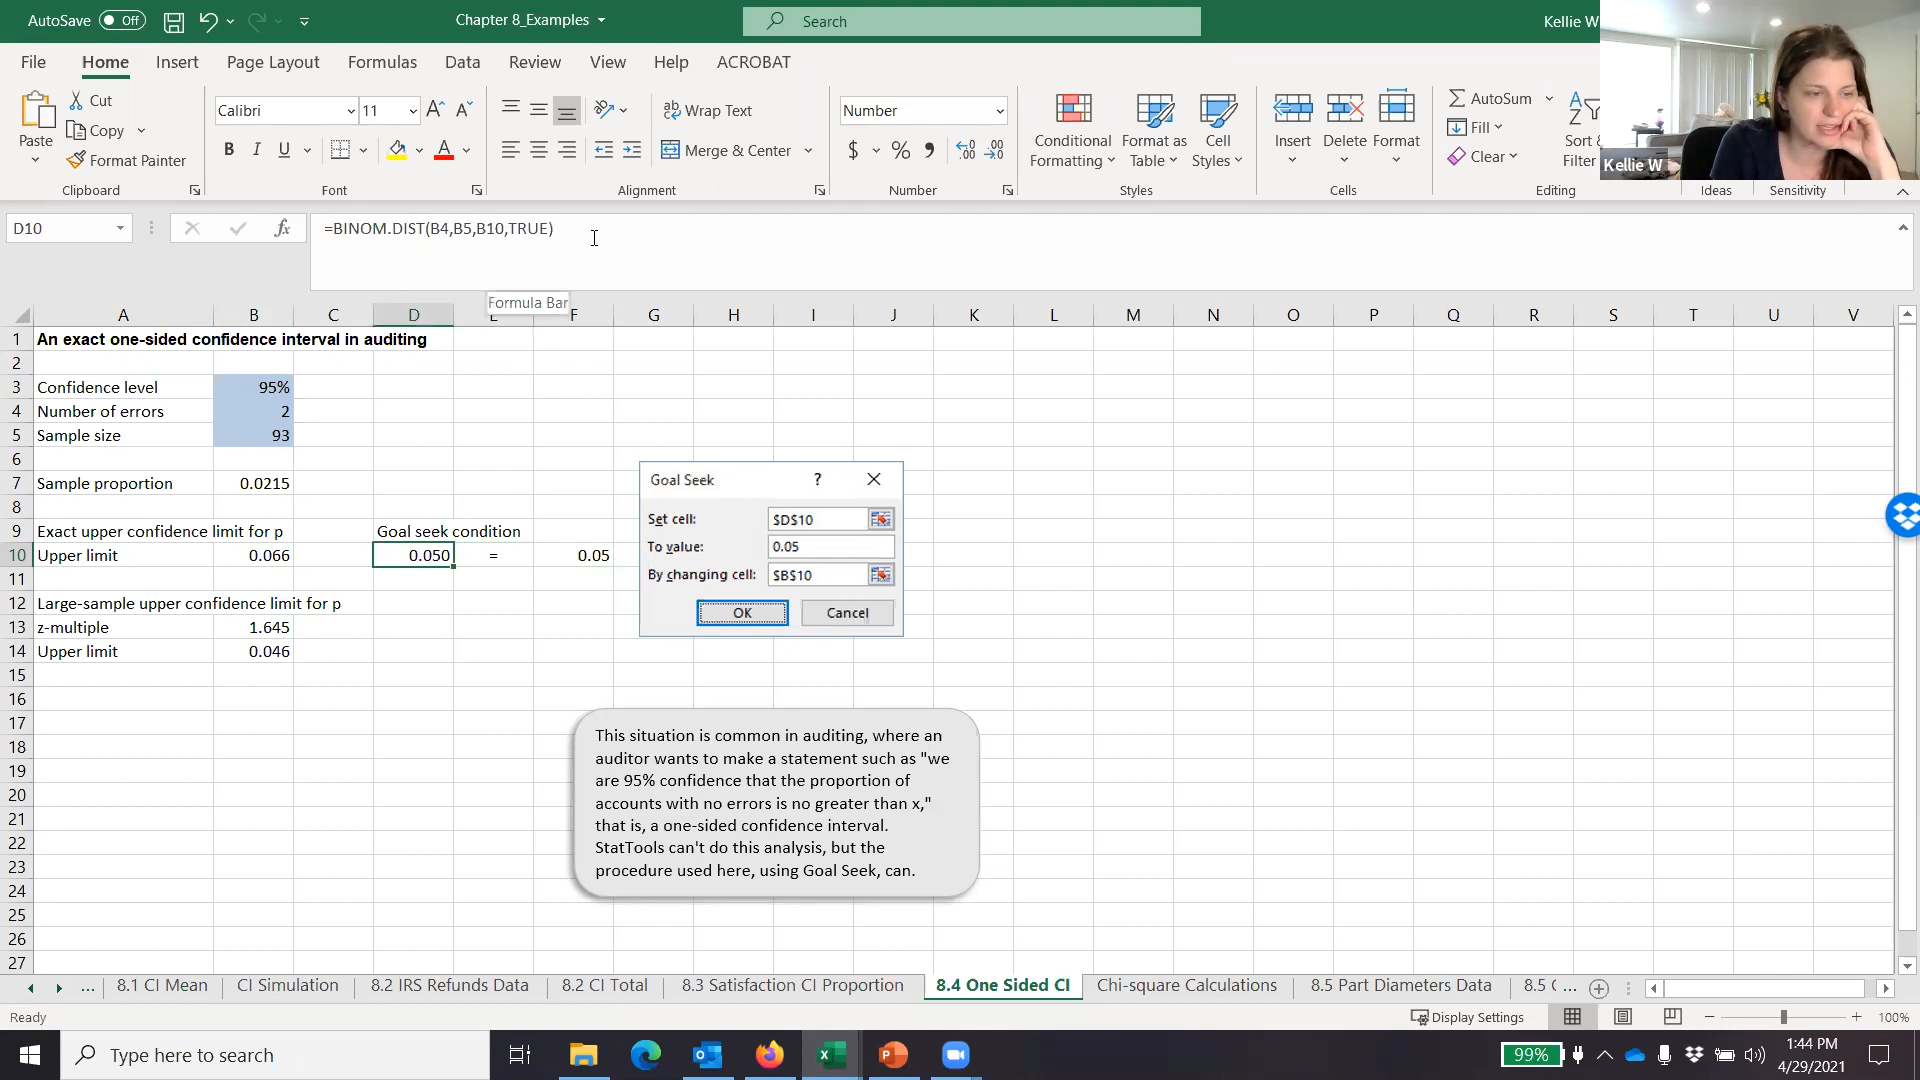 AutoSave Off Chapter 8_Examples Search Kellie W
File Home Insert Page Layout Formulas Data Review View Help ACROBAT
Paste Cut Copy Format Painter Clipboard
Calibri 11 B I U A A Font
ab Wrap Text Merge & Center Alignment
Number $ % 9 Number
Conditional Formatting Format as Table Cell Styles Styles
Insert Delete Format Cells
AutoSum Fill Clear Sort & Filter Editing
Ideas Sensitivity
Kellie W
D10 fx =BINOM.DIST(B4,B5,B10,TRUE)
Formula Bar
A B C D E F G H I J K L M N O P Q R S T U V
1 An exact one-sided confidence interval in auditing
2
3 Confidence level 95%
4 Number of errors 2
5 Sample size 93
6
7 Sample proportion 0.0215
8
9 Exact upper confidence limit for p Goal seek condition
10 Upper limit 0.066 0.050 = 0.05
11
12 Large-sample upper confidence limit for p
13 z-multiple 1.645
14 Upper limit 0.046
15
16
17
18
19
20
21
22
23
24
25
26
27
Goal Seek ?
Set cell: $D$10
To value: 0.05
By changing cell: $B$10
OK Cancel
This situation is common in auditing, where an
auditor wants to make a statement such as "we
are 95% confidence that the proportion of
accounts with no errors is no greater than x,"
that is, a one-sided confidence interval.
StatTools can't do this analysis, but the
procedure used here, using Goal Seek, can.
... 8.1 CI Mean CI Simulation 8.2 IRS Refunds Data 8.2 CI Total 8.3 Satisfaction CI Proportion 8.4 One Sided CI Chi-square Calculations 8.5 Part Diameters Data 8.5 C ...
Ready Display Settings 100%
Type here to search 99% 1:44 PM
4/29/2021